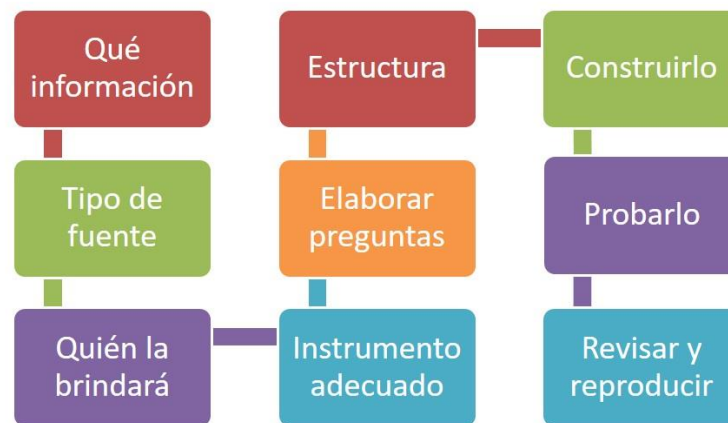 Qué
información
Tipo de
fuente
Quién la
brindará
Instrumento
adecuado
Elaborar
preguntas
Estructura
Construirlo
Probarlo
Revisar y
reproducir